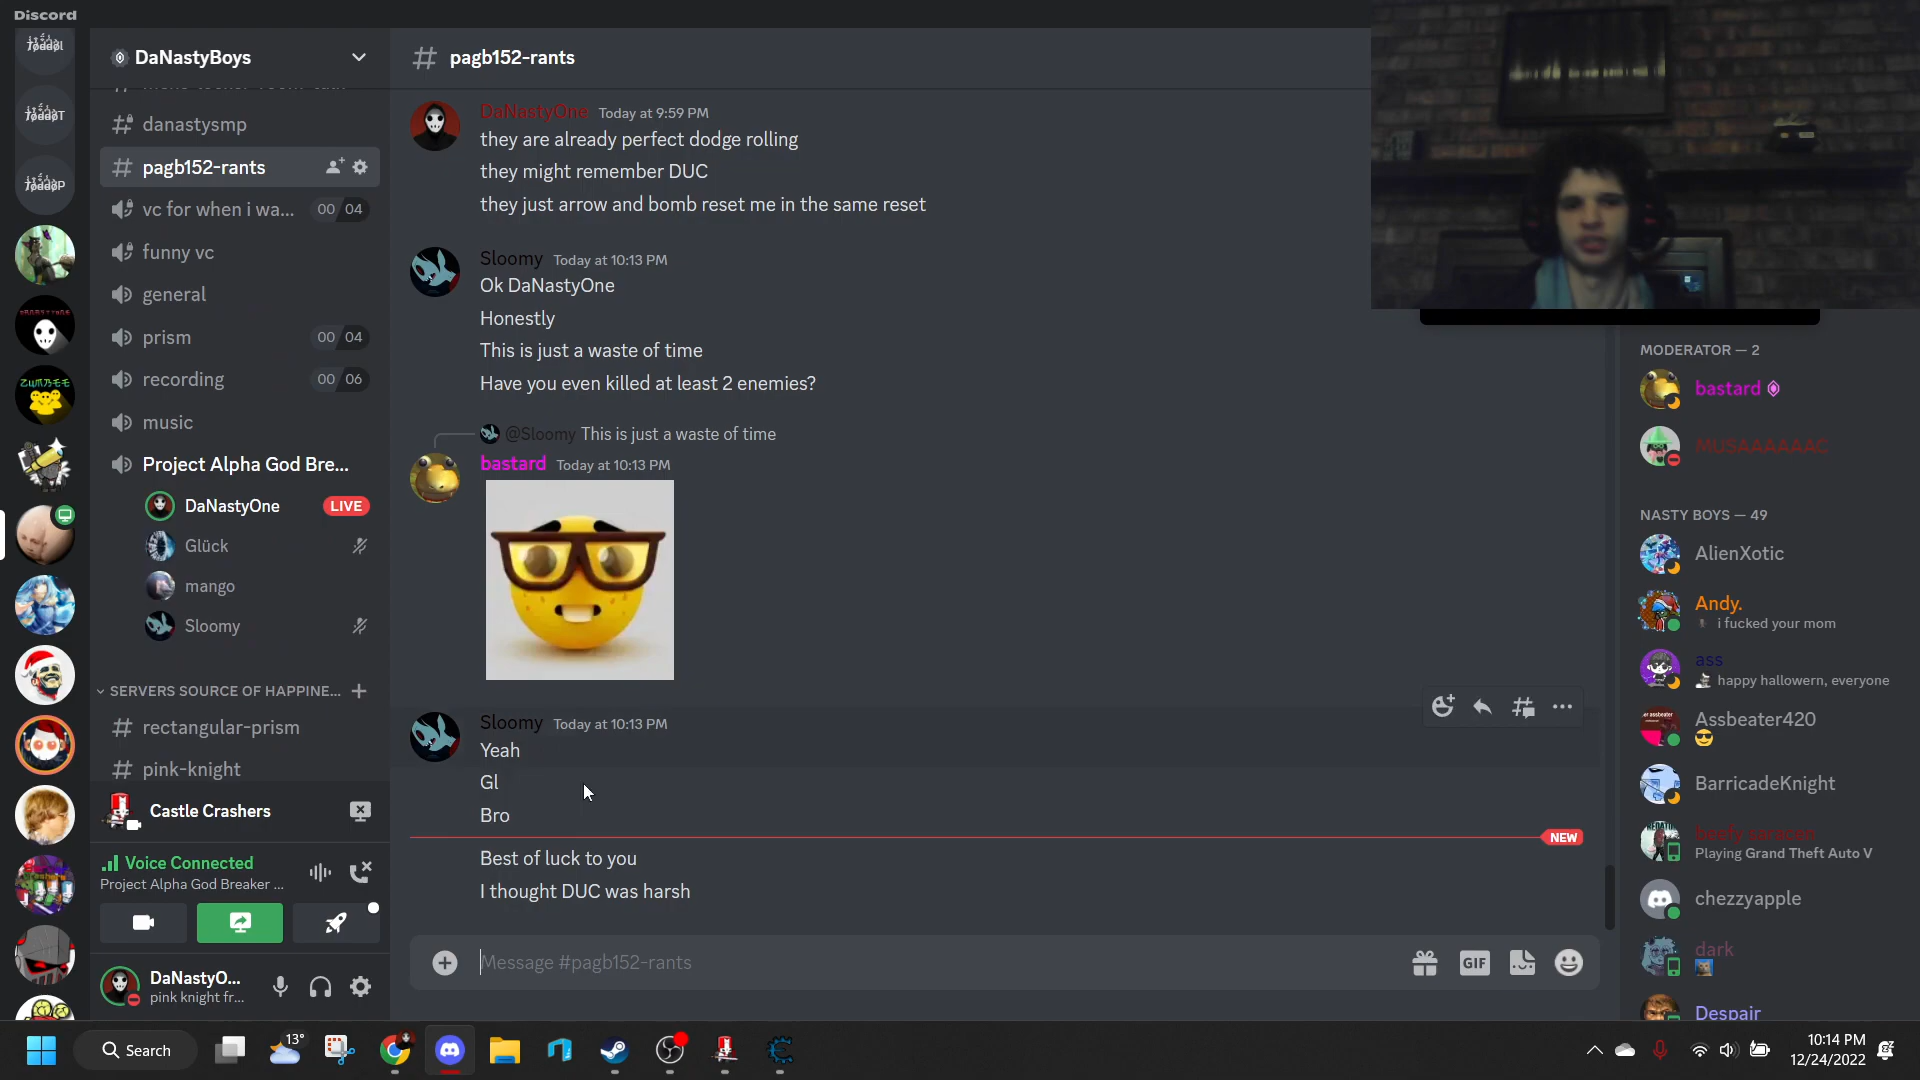 Discord
DaNastyBoys
danastysmp
pagb152-rants
vc for when i wa...
00 04
funny vc
general
prism
00 04
recording
00 06
music
Project Alpha God Bre...
DaNastyOne
LIVE
Glück
mango
Sloomy
SERVERS SOURCE OF HAPPINE...
rectangular-prism
pink-knight
Castle Crashers
Voice Connected
Project Alpha God Breaker ...
DaNastyO...
pink knight fr...
pagb152-rants
DaNastyOne Today at 9:59 PM
they are already perfect dodge rolling
they might remember DUC
they just arrow and bomb reset me in the same reset
Sloomy Today at 10:13 PM
Ok DaNastyOne
Honestly
This is just a waste of time
Have you even killed at least 2 enemies?
@Sloomy This is just a waste of time
bastard Today at 10:13 PM
Sloomy Today at 10:13 PM
Yeah
Gl
Bro
NEW
Best of luck to you
I thought DUC was harsh
Message #pagb152-rants
GIF
MODERATOR — 2
bastard
MUSAAAAAAC
NASTY BOYS — 49
AlienXotic
Andy.
i fucked your mom
ass
happy hallowern, everyone
Assbeater420
BarricadeKnight
beefy saracen
Playing Grand Theft Auto V
chezzyapple
dark
Despair
13°
Search
10:14 PM
12/24/2022